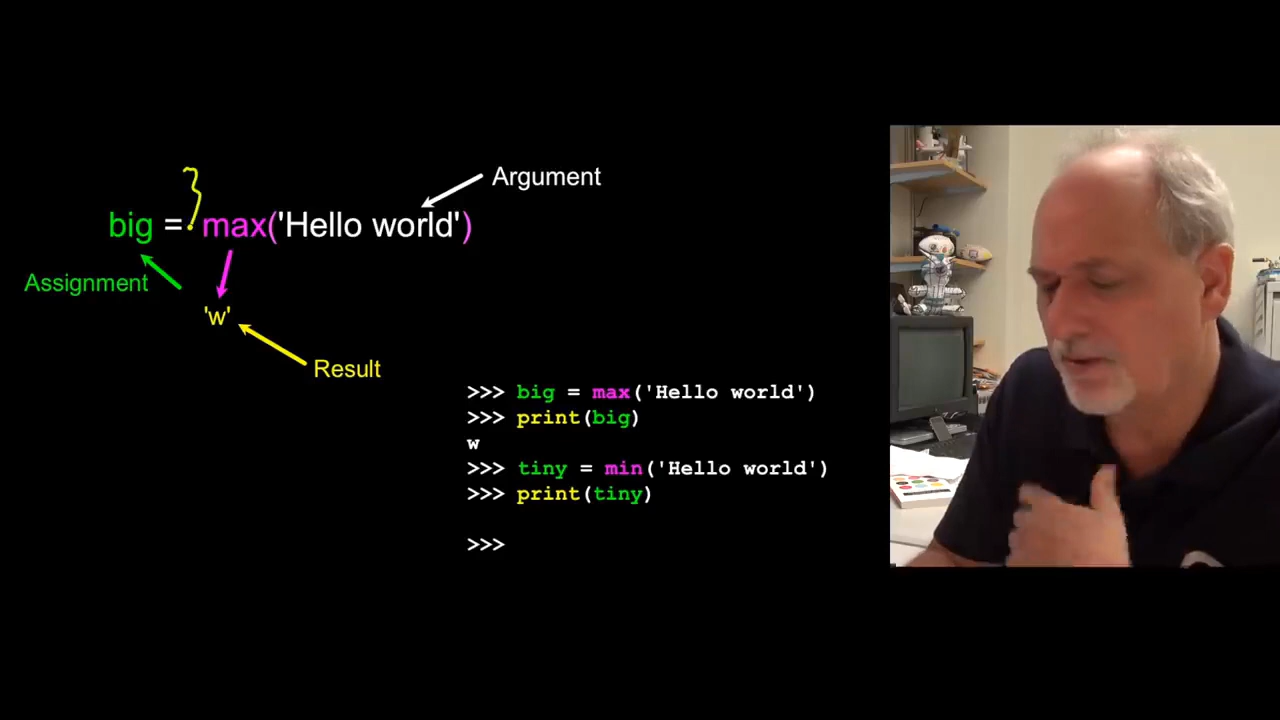 Argument
big = max('Hello world')
Assignment
'w'
Result
>>> big = max('Hello world')
>>> print(big)
w
>>> tiny = min('Hello world')
>>> print(tiny)
>>>